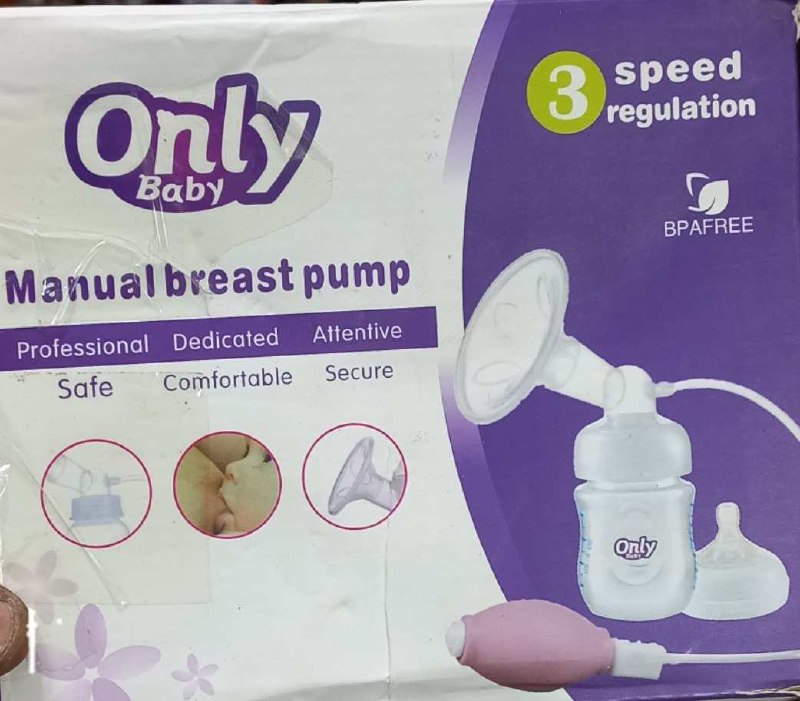 Only
Baby
3 speed
regulation
BPAFREE
Manual breast pump
Professional Dedicated Attentive
Safe Comfortable Secure
Only
Baby